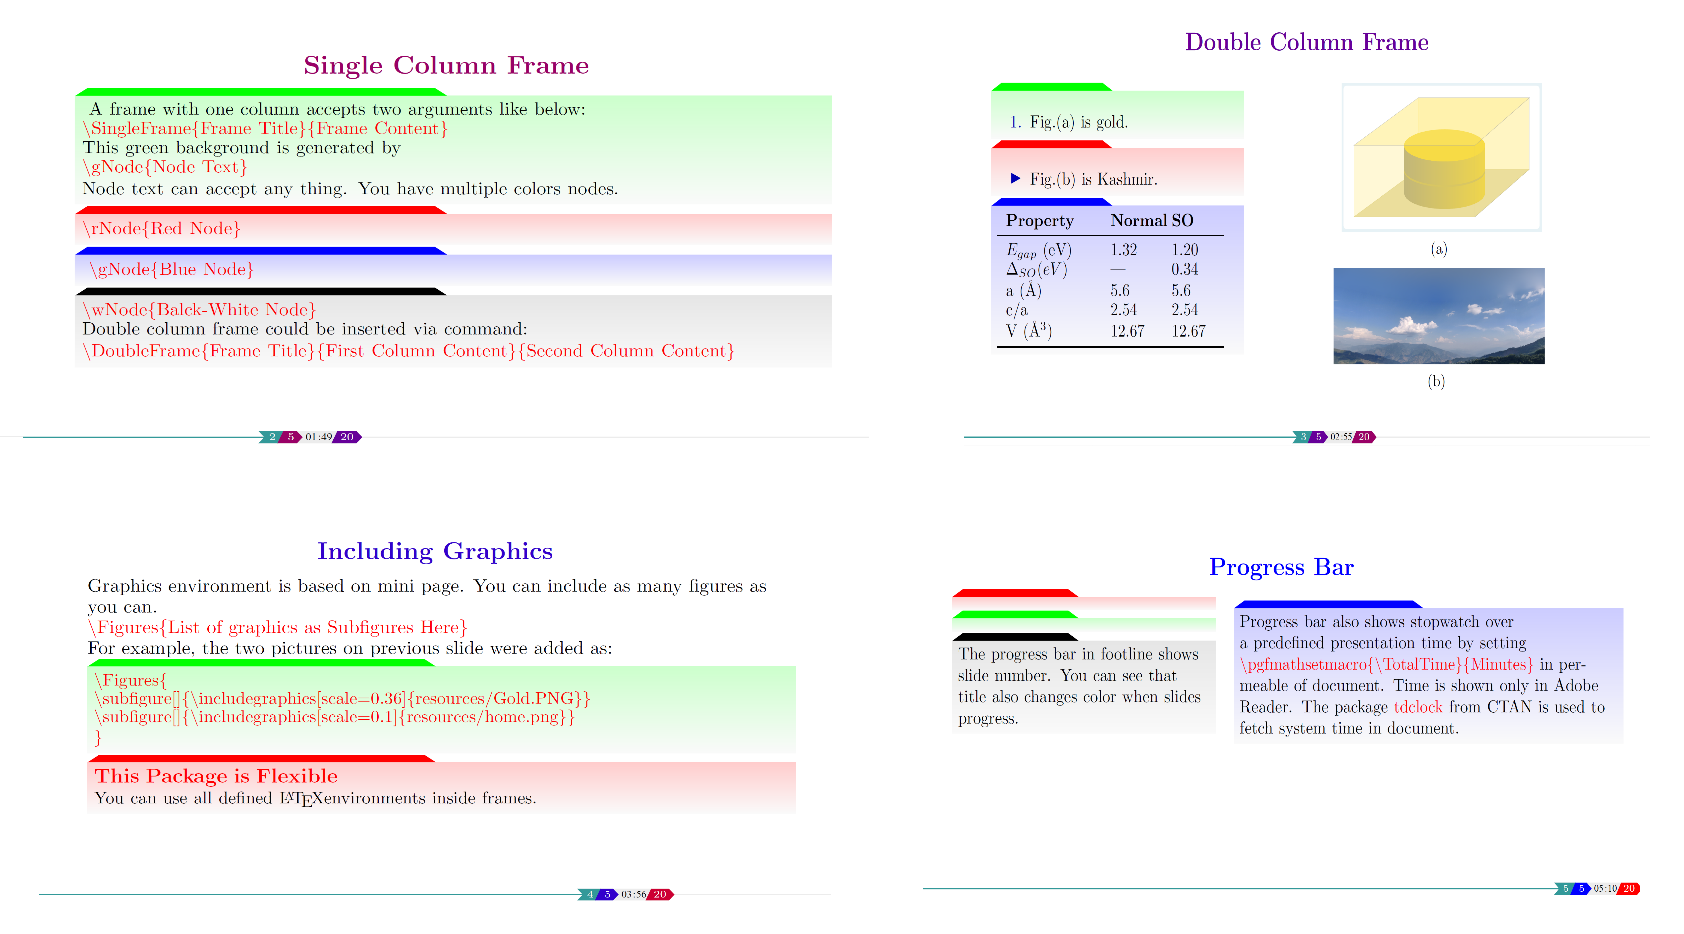 Single Column Frame
A frame with one column accepts two arguments like below:
\SingleFrame{Frame Title}{Frame Content}
This green background is generated by
\gNode{Node Text}
Node text can accept any thing. You have multiple colors nodes.
\rNode{Red Node}
\gNode{Blue Node}
\wNode{Balck-White Node}
Double column frame could be inserted via command:
\DoubleFrame{Frame Title}{First Column Content}{Second Column Content}
2 5 01:49 20
Double Column Frame
1. Fig.(a) is gold.
▶ Fig.(b) is Kashmir.
Property Normal SO
E_gap (eV) 1.32 1.20
Δ_SO(eV) — 0.34
a (Å) 5.6 5.6
c/a 2.54 2.54
V (Å³) 12.67 12.67
(a)
(b)
3 5 02:55 20
Including Graphics
Graphics environment is based on mini page. You can include as many figures as
you can.
\Figures{List of graphics as Subfigures Here}
For example, the two pictures on previous slide were added as:
\Figures{
\subfigure[]{\includegraphics[scale=0.36]{resources/Gold.PNG}}
\subfigure[]{\includegraphics[scale=0.1]{resources/home.png}}
}
This Package is Flexible
You can use all defined LATEXenvironments inside frames.
4 5 03:56 20
Progress Bar
The progress bar in footline shows
slide number. You can see that
title also changes color when slides
progress.
Progress bar also shows stopwatch over
a predefined presentation time by setting
\pgfmathsetmacro{\TotalTime}{Minutes} in per-
meable of document. Time is shown only in Adobe
Reader. The package tdclock from CTAN is used to
fetch system time in document.
5 5 05:10 20